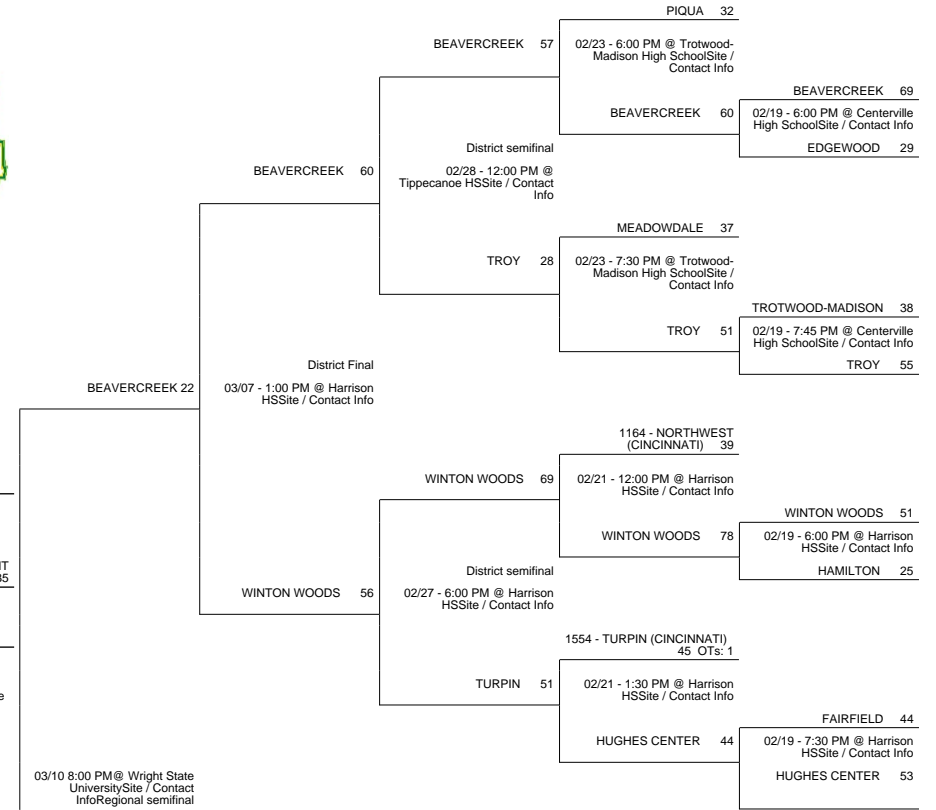 PIQUA 32
BEAVERCREEK 57
02/23 - 6:00 PM @ Trotwood-
Madison High SchoolSite /
Contact Info
BEAVERCREEK 69
BEAVERCREEK 60
02/19 - 6:00 PM @ Centerville
High SchoolSite / Contact Info
EDGEWOOD 29
District semifinal
BEAVERCREEK 60
02/28 - 12:00 PM @
Tippecanoe HSSite / Contact
Info
MEADOWDALE 37
TROY 28
02/23 - 7:30 PM @ Trotwood-
Madison High SchoolSite /
Contact Info
TROTWOOD-MADISON 38
TROY 51
02/19 - 7:45 PM @ Centerville
High SchoolSite / Contact Info
TROY 55
District Final
BEAVERCREEK 22
03/07 - 1:00 PM @ Harrison
HSSite / Contact Info
1164 - NORTHWEST
(CINCINNATI) 39
WINTON WOODS 69
02/21 - 12:00 PM @ Harrison
HSSite / Contact Info
WINTON WOODS 51
WINTON WOODS 78
02/19 - 6:00 PM @ Harrison
HSSite / Contact Info
HAMILTON 25
District semifinal
WINTON WOODS 56
02/27 - 6:00 PM @ Harrison
HSSite / Contact Info
1554 - TURPIN (CINCINNATI)
45 OTs: 1
TURPIN 51
02/21 - 1:30 PM @ Harrison
HSSite / Contact Info
FAIRFIELD 44
HUGHES CENTER 44
02/19 - 7:30 PM @ Harrison
HSSite / Contact Info
HUGHES CENTER 53
03/10 8:00 PM@ Wright State
UniversitySite / Contact
InfoRegional semifinal